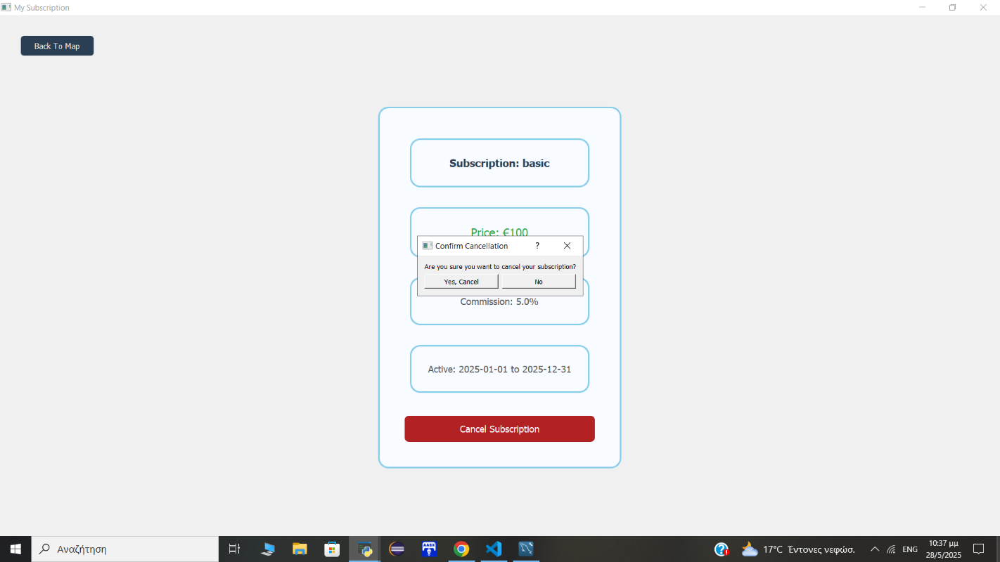 My Subscription
Back To Map
Subscription: basic
Price: €100
Confirm Cancellation
?
Are you sure you want to cancel your subscription?
Yes, Cancel
No
Commission: 5.0%
Active: 2025-01-01 to 2025-12-31
Cancel Subscription
Αναζήτηση
AAEX
17°C Έντονες νεφώσ.
ENG
10:37 μμ
28/5/2025